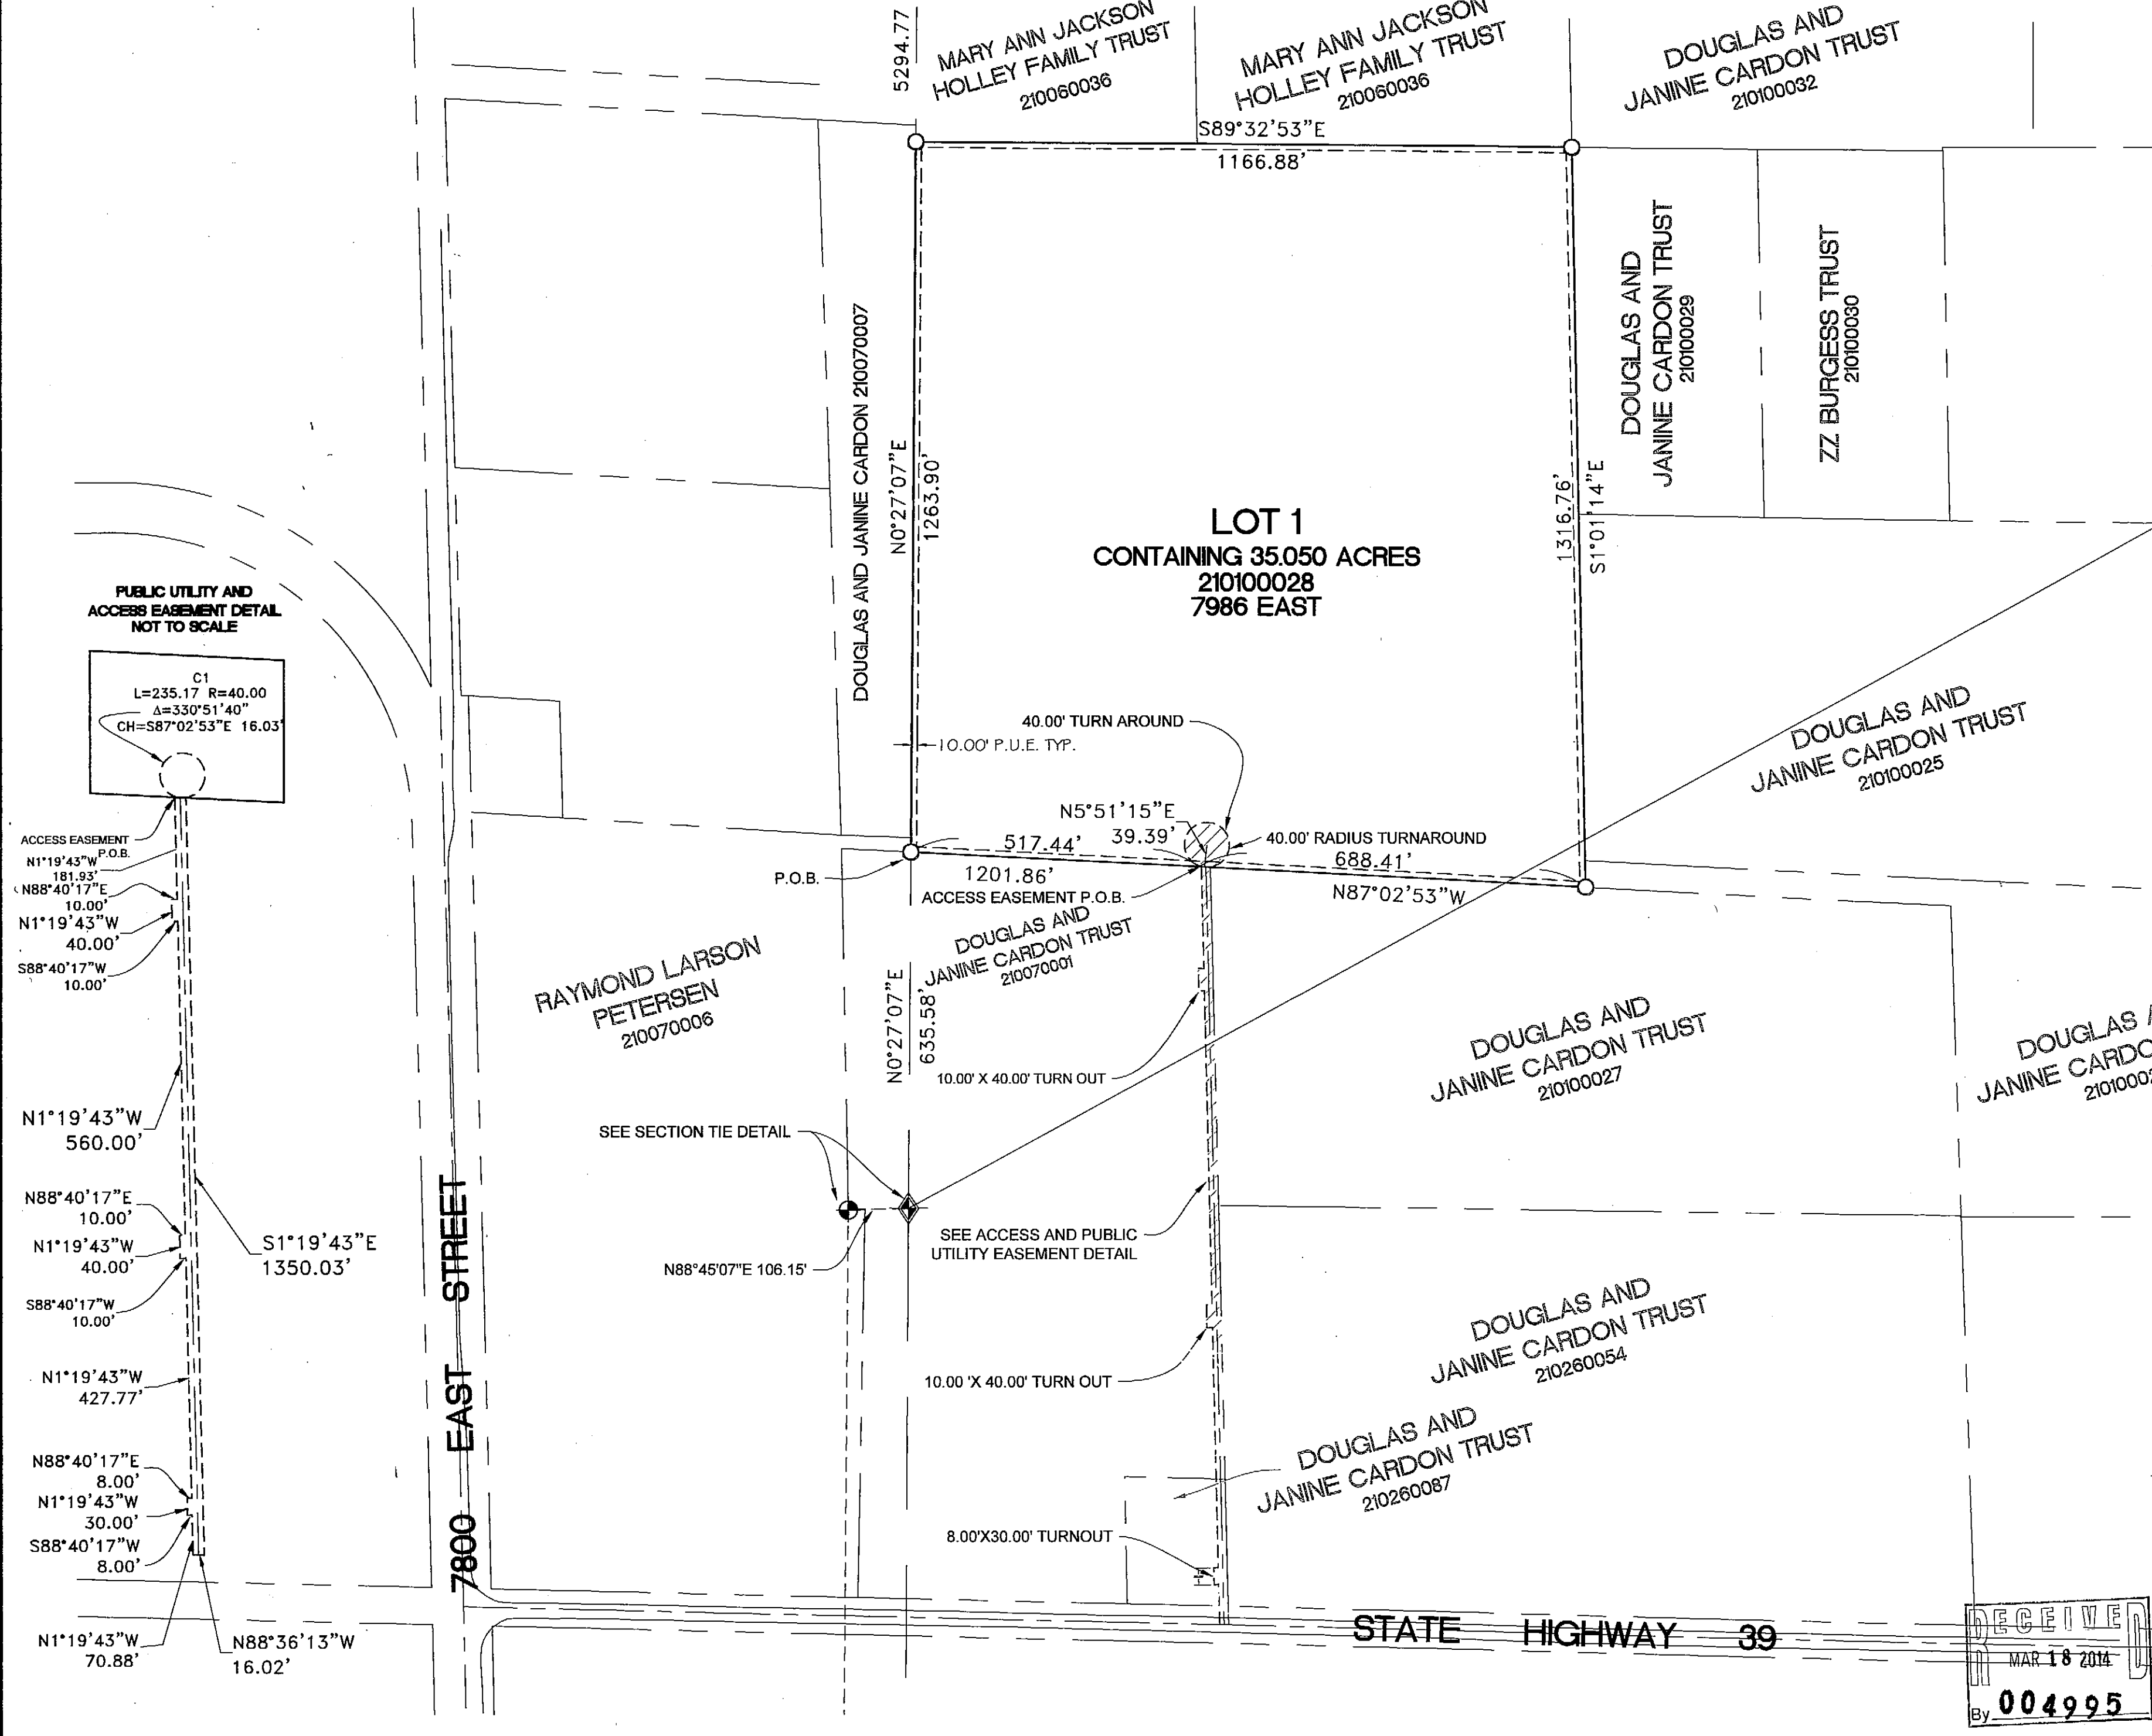 5294.77
MARY ANN JACKSON
HOLLEY FAMILY TRUST
210060036
MARY ANN JACKSON
HOLLEY FAMILY TRUST
210060036
DOUGLAS AND
JANINE CARDON TRUST
210100032
S89°32'53"E
1166.88'
DOUGLAS AND JANINE CARDON 210070007
N0°27'07"E
1263.90'
LOT 1
CONTAINING 35.050 ACRES
210100028
7986 EAST
1316.76'
S1°01'14"E
DOUGLAS AND
JANINE CARDON TRUST
210100029
ZZ BURGESS TRUST
210100030
PUBLIC UTILITY AND
ACCESS EASEMENT DETAIL
NOT TO SCALE
C1
L=235.17 R=40.00
Δ=330°51'40"
CH=S87°02'53"E 16.03'
ACCESS EASEMENT
P.O.B.
N1°19'43"W
181.93'
N88°40'17"E
10.00'
N1°19'43"W
40.00'
S88°40'17"W
10.00'
N1°19'43"W
560.00'
N88°40'17"E
10.00'
N1°19'43"W
40.00'
S88°40'17"W
10.00'
S1°19'43"E
1350.03'
N1°19'43"W
427.77'
N88°40'17"E
8.00'
N1°19'43"W
30.00'
S88°40'17"W
8.00'
N1°19'43"W
70.88'
N88°36'13"W
16.02'
7800 EAST STREET
40.00' TURN AROUND
10.00' P.U.E. TYP.
N5°51'15"E
39.39'
40.00' RADIUS TURNAROUND
517.44'
688.41'
1201.86'
N87°02'53"W
P.O.B.
ACCESS EASEMENT P.O.B.
DOUGLAS AND
JANINE CARDON TRUST
210070001
DOUGLAS AND
JANINE CARDON TRUST
210100025
RAYMOND LARSON
PETERSEN
210070006
N0°27'07"E
635.58'
10.00' X 40.00' TURN OUT
DOUGLAS AND
JANINE CARDON TRUST
210100027
DOUGLAS
JANINE CARDO
2101000
SEE SECTION TIE DETAIL
SEE ACCESS AND PUBLIC
UTILITY EASEMENT DETAIL
N88°45'07"E 106.15'
DOUGLAS AND
JANINE CARDON TRUST
210260054
10.00 'X 40.00' TURN OUT
DOUGLAS AND
JANINE CARDON TRUST
210260087
8.00'X30.00' TURNOUT
STATE HIGHWAY 39
RECEIVED
MAR 18 2014
By 004995